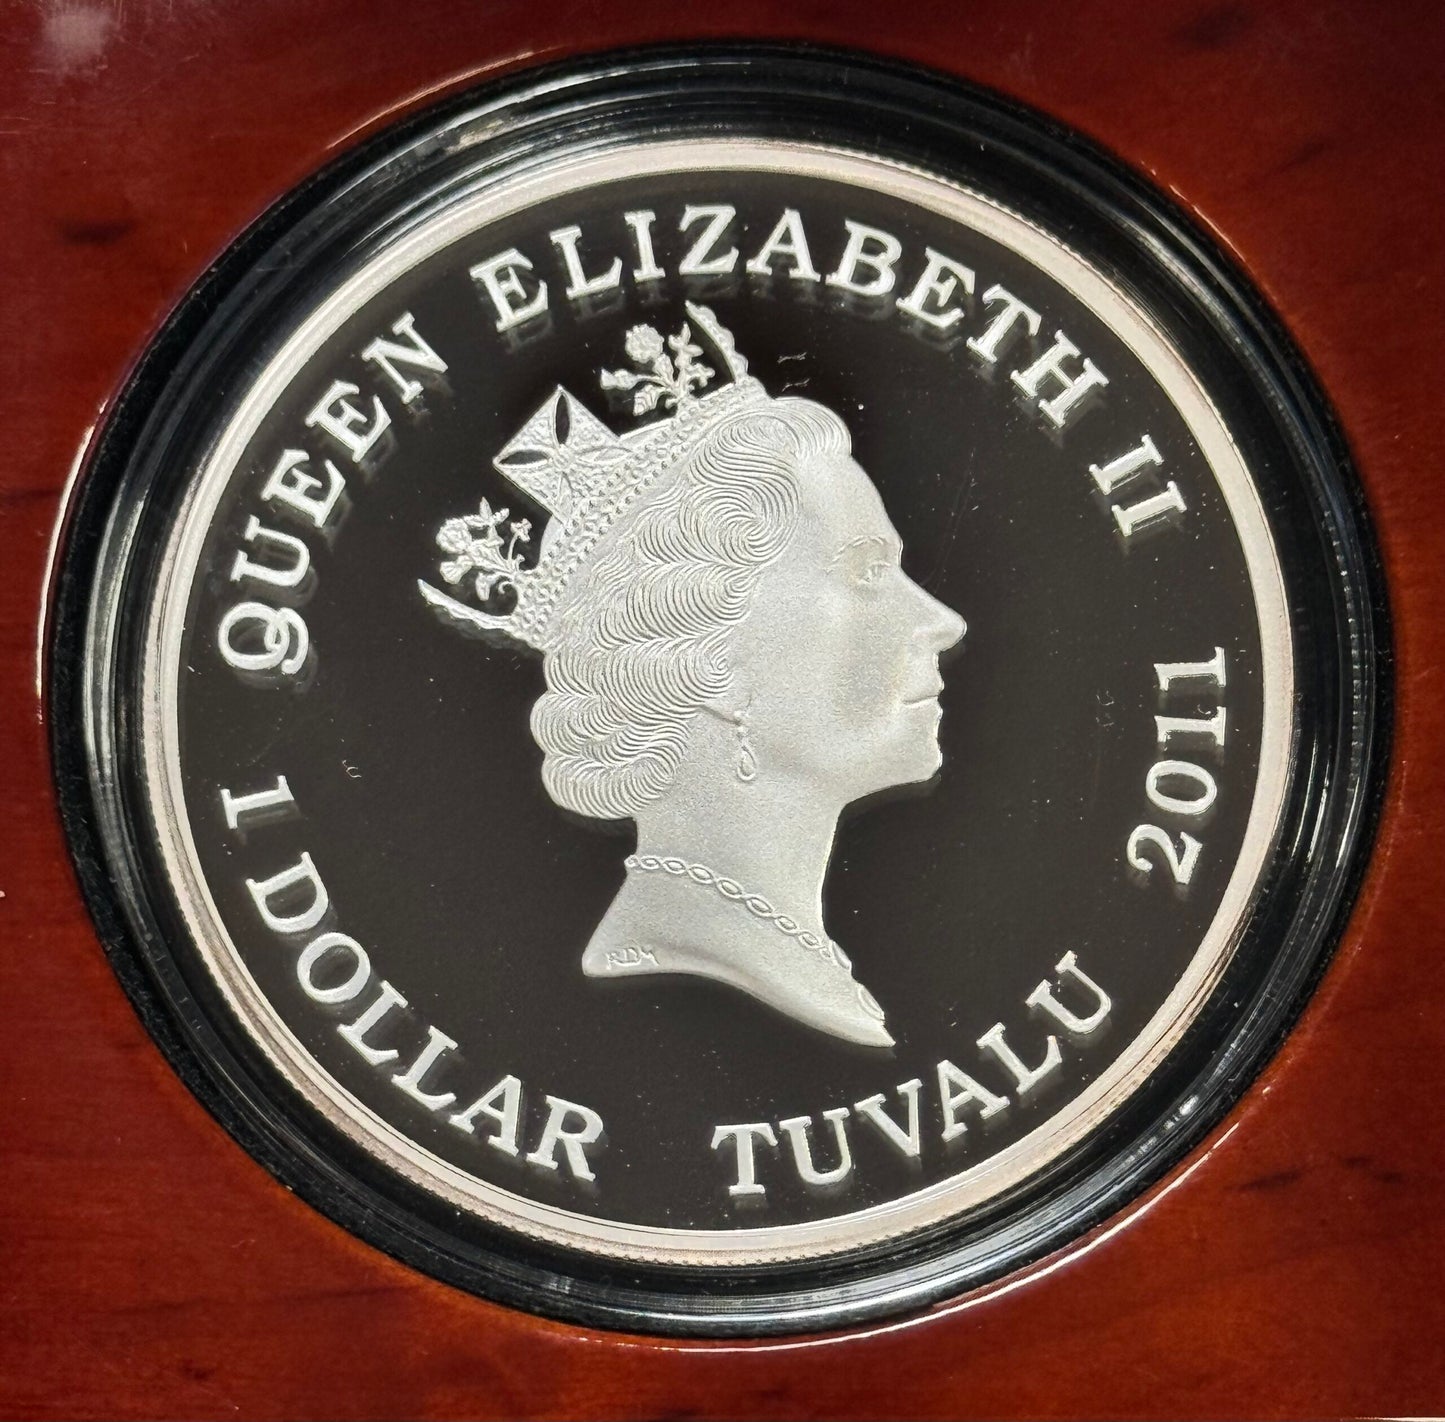 QUEEN ELIZABETH II
2011
1 DOLLAR
TUVALU
RDM